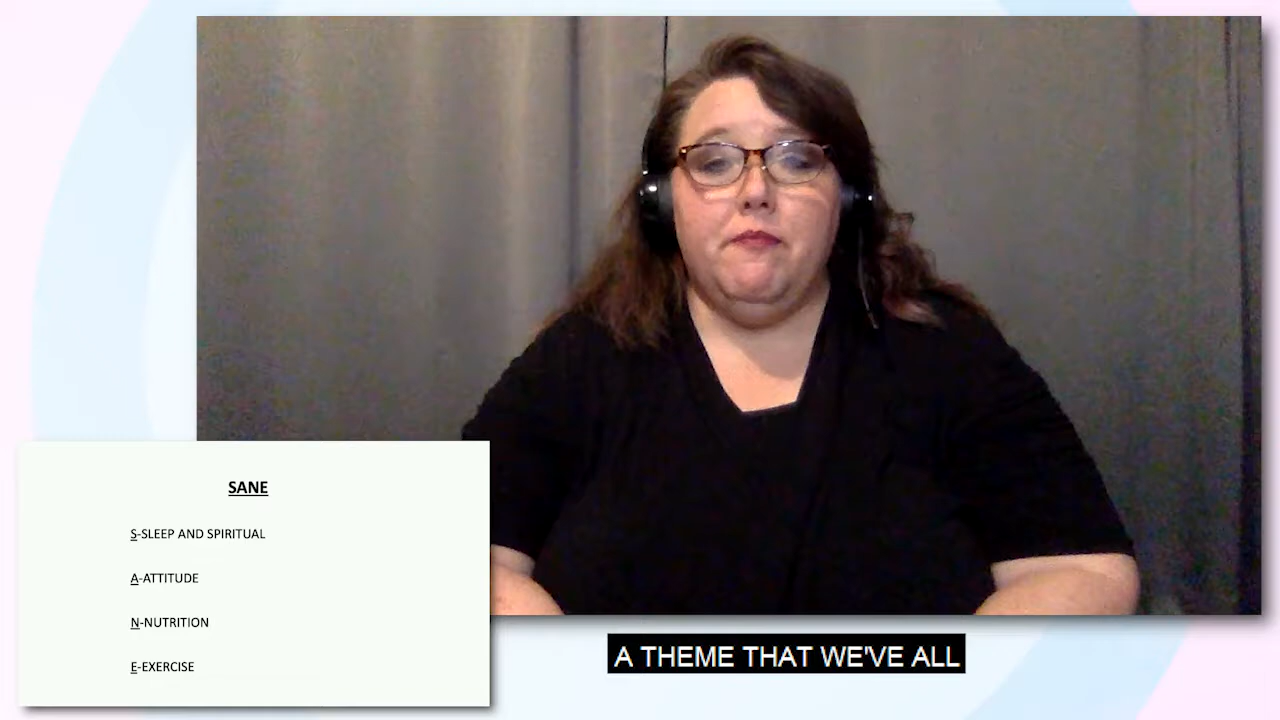 SANE
S-SLEEP AND SPIRITUAL
A-ATTITUDE
N-NUTRITION
E-EXERCISE
A THEME THAT WE'VE ALL